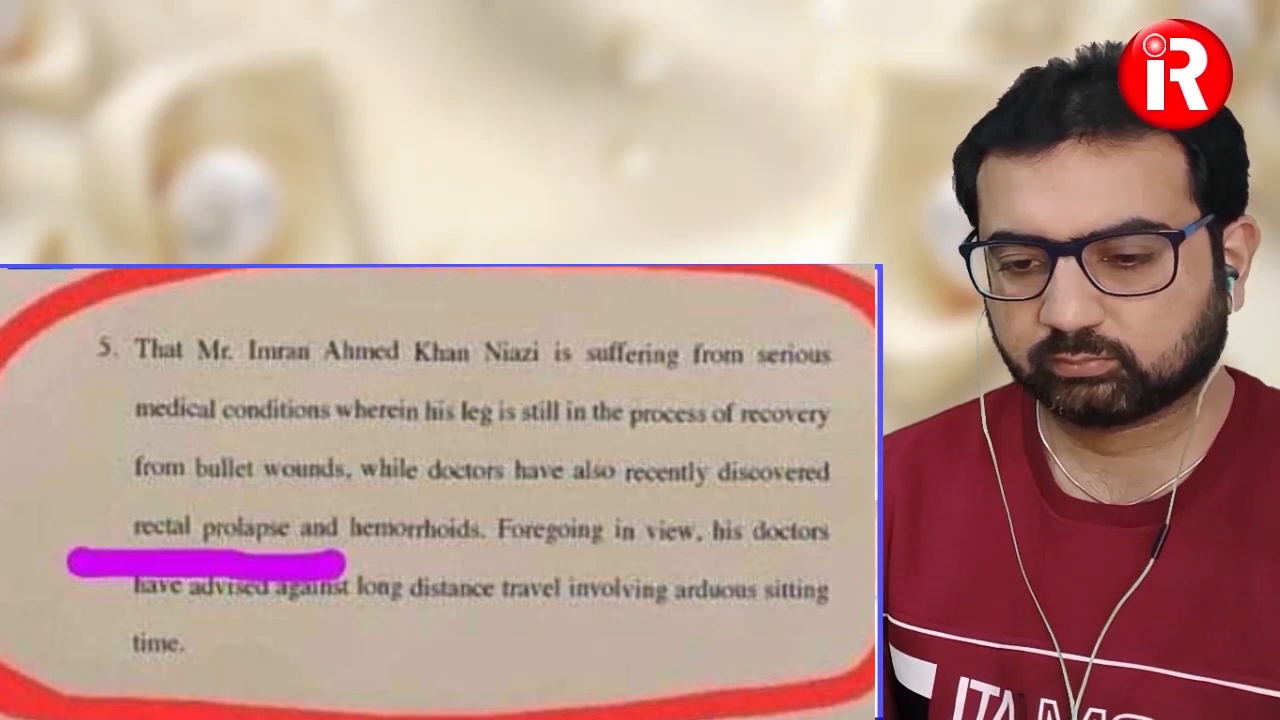 iR
5. That Mr. Imran Ahmed Khan Niazi is suffering from serious
medical conditions wherein his leg is still in the process of recovery
from bullet wounds, while doctors have also recently discovered
rectal prolapse and hemorrhoids. Foregoing in view, his doctors
have advised against long distance travel involving arduous sitting
time.